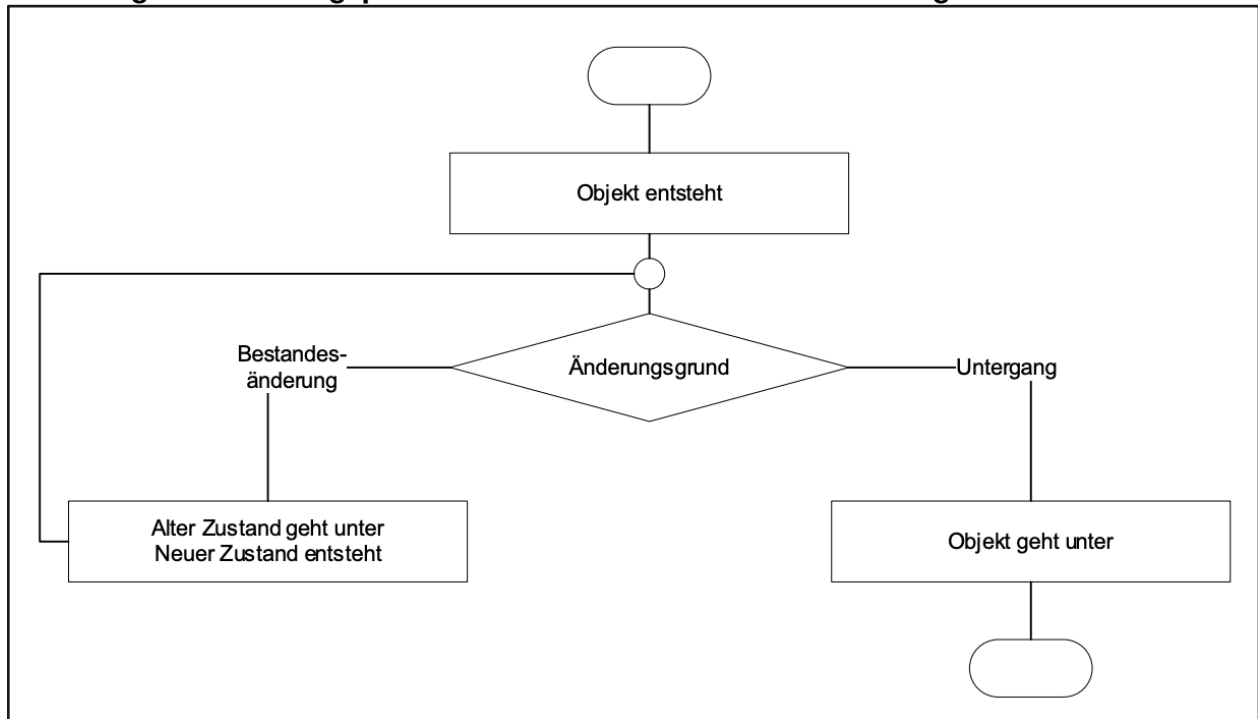 Objekt entsteht
Bestandes-
änderung
Änderungsgrund
Untergang
Alter Zustand geht unter
Neuer Zustand entsteht
Objekt geht unter